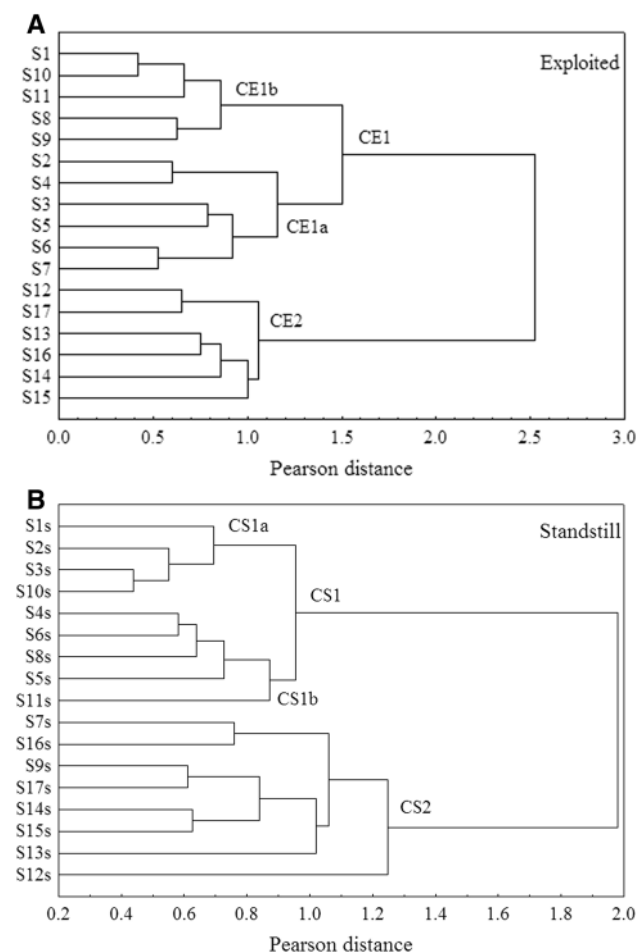 A
Exploited
S1
S10
S11
CE1b
S8
S9
CE1
S2
S4
S3
S5
CE1a
S6
S7
S12
S17
CE2
S13
S16
S14
S15
0.0 0.5 1.0 1.5 2.0 2.5 3.0
Pearson distance
B
Standstill
S1s
CS1a
S2s
S3s
S10s
CS1
S4s
S6s
S8s
S5s
S11s
CS1b
S7s
S16s
S9s
S17s
CS2
S14s
S15s
S13s
S12s
0.2 0.4 0.6 0.8 1.0 1.2 1.4 1.6 1.8 2.0
Pearson distance